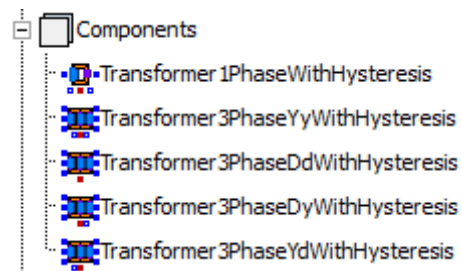 Components
Transformer1PhaseWithHysteresis
Transformer3PhaseYyWithHysteresis
Transformer3PhaseDdWithHysteresis
Transformer3PhaseDyWithHysteresis
Transformer3PhaseYdWithHysteresis